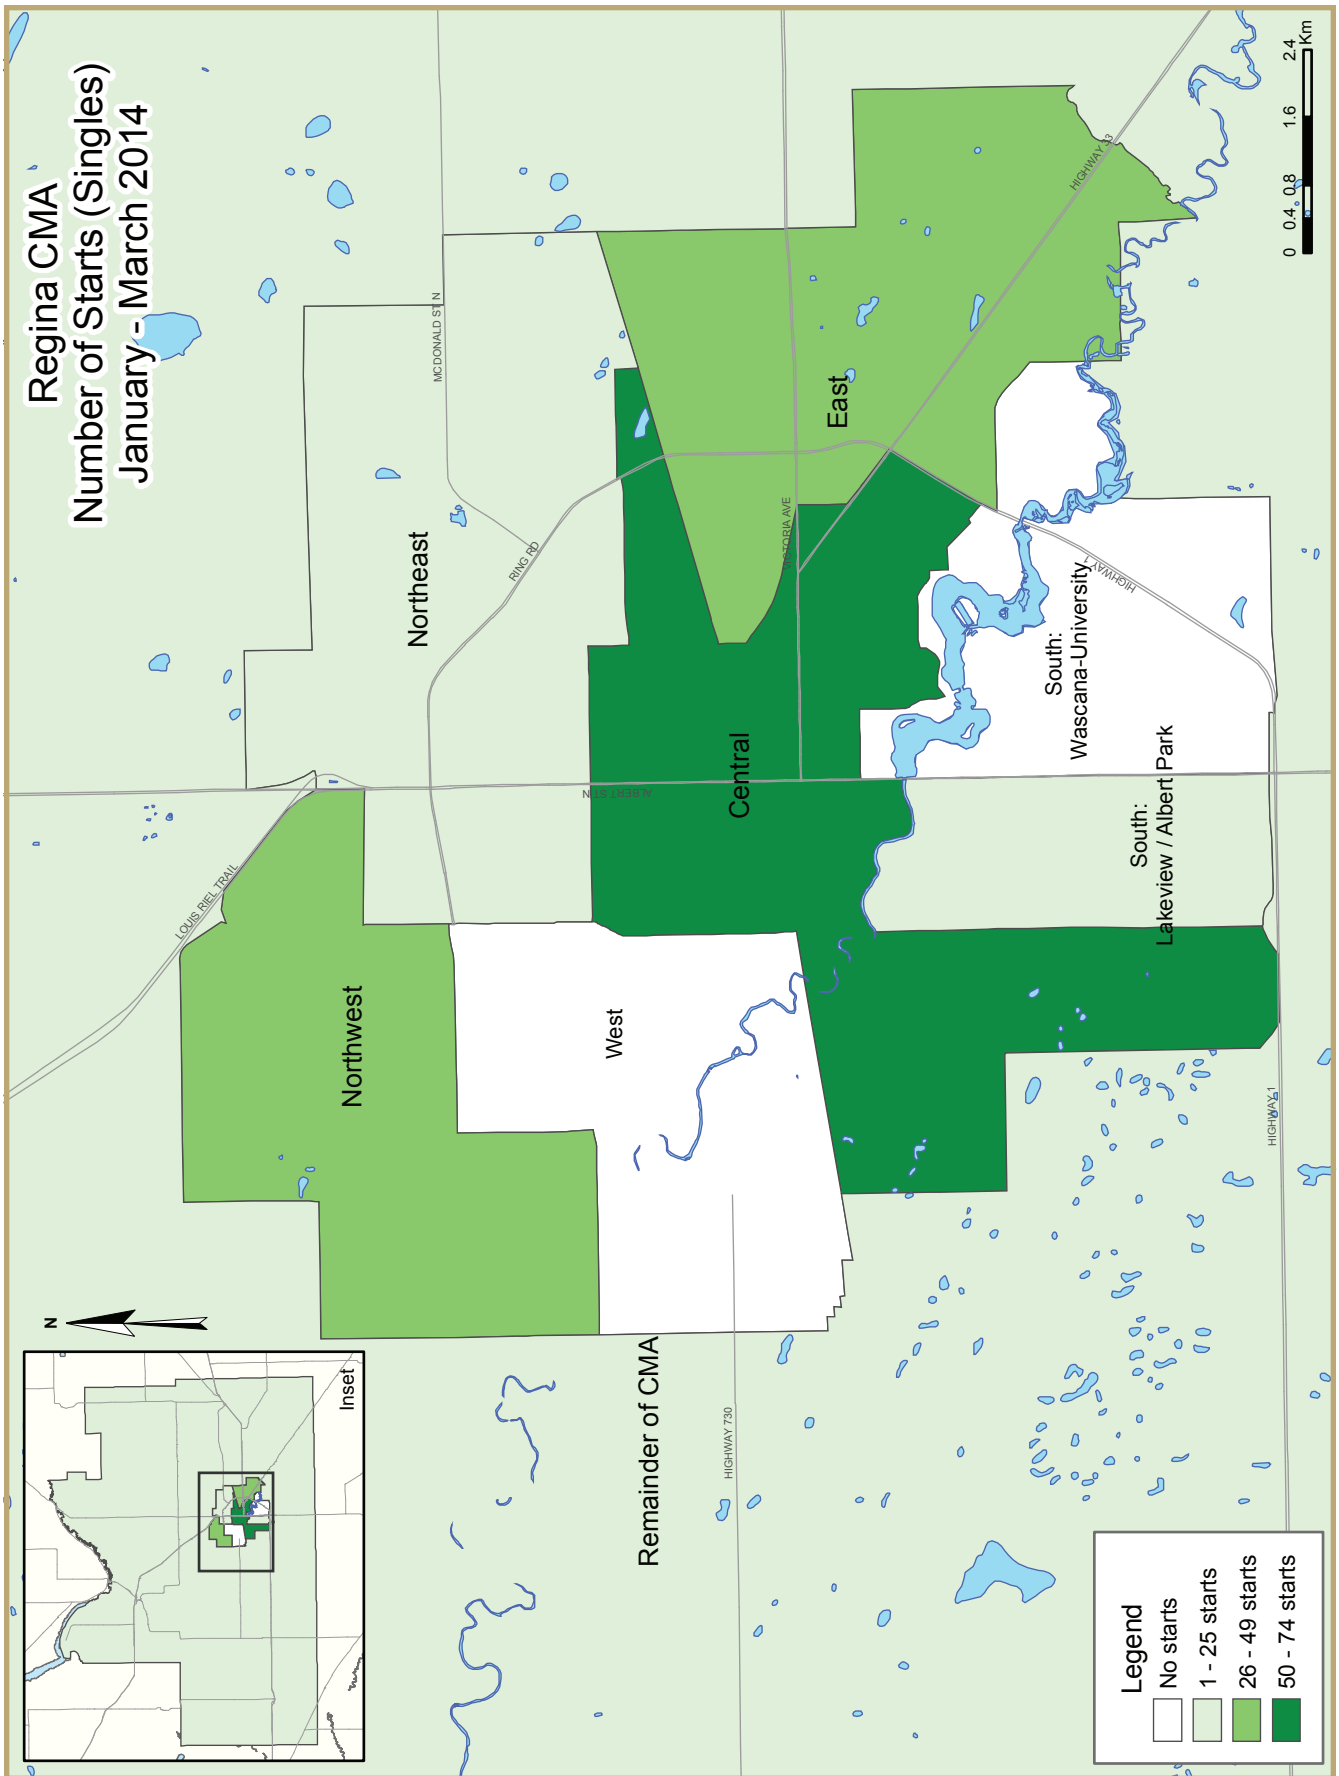 Regina CMA
Number of Starts (Singles)
January - March 2014
N
Inset
LOUIS RIEL TRAIL
MCDONALD ST N
RING RD
ALBERT ST N
VICTORIA AVE
HIGHWAY 33
HIGHWAY 1
HIGHWAY 1
HIGHWAY 730
Northwest
Northeast
West
Central
East
South:
Wascana-University
South:
Lakeview / Albert Park
Remainder of CMA
Legend
No starts
1 - 25 starts
26 - 49 starts
50 - 74 starts
0 0.4 0.8 1.6 2.4
Km